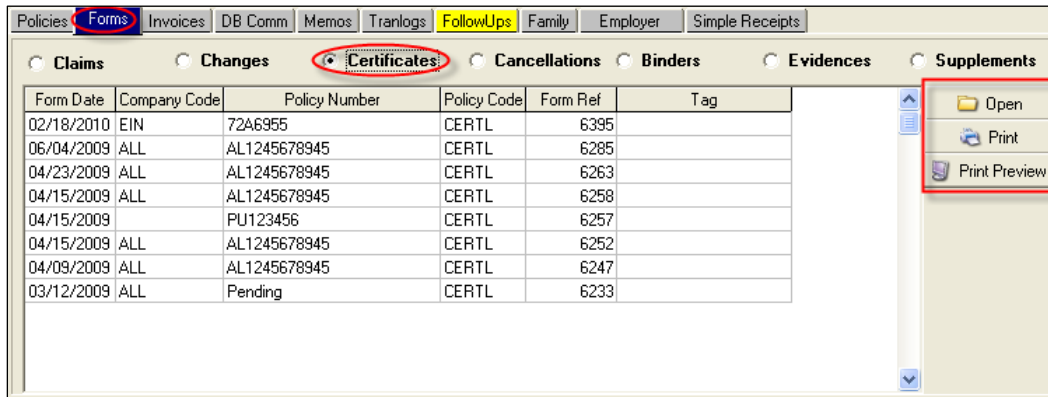 Policies Forms Invoices DB Comm Memos Tranlogs FollowUps Family Employer Simple Receipts
Claims Changes Certificates Cancellations Binders Evidences Supplements
Form Date Company Code Policy Number Policy Code Form Ref Tag
02/18/2010 EIN 72A6955 CERTL 6395
06/04/2009 ALL AL1245678945 CERTL 6285
04/23/2009 ALL AL1245678945 CERTL 6263
04/15/2009 ALL AL1245678945 CERTL 6258
04/15/2009 PU123456 CERTL 6257
04/15/2009 ALL AL1245678945 CERTL 6252
04/09/2009 ALL AL1245678945 CERTL 6247
03/12/2009 ALL Pending CERTL 6233
Open
Print
Print Preview